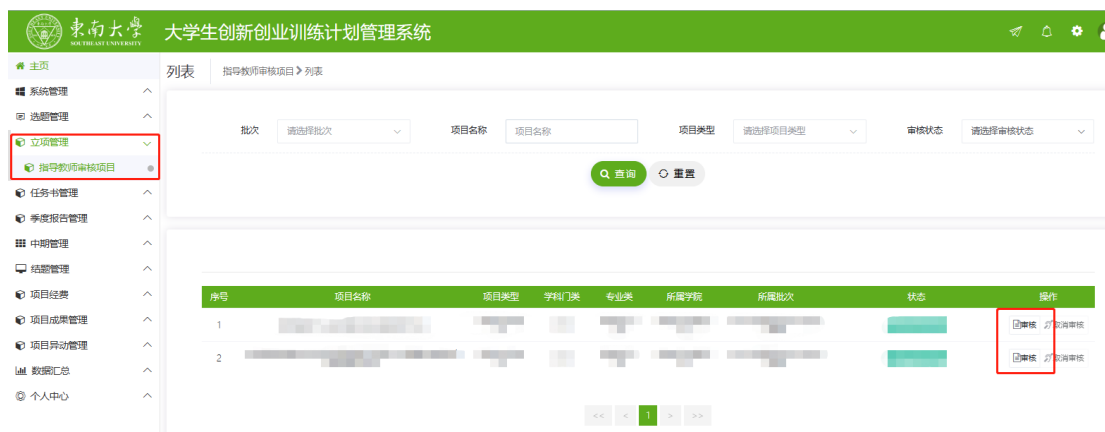 東南大學 大学生创新创业训练计划管理系统
SOUTHEAST UNIVERSITY
主页
列表 指导教师审核项目 > 列表
系统管理
选题管理
批次 请选择批次 项目名称 项目名称 项目类型 请选择项目类型 审核状态 请选择审核状态
立项管理
指导教师审核项目
查询 重置
任务书管理
季度报告管理
中期管理
结题管理
项目经费
序号 项目名称 项目类型 学科门类 专业类 所属学院 所属批次 状态 操作
项目成果管理
1 审核 取消审核
项目异动管理
2 审核 取消审核
数据汇总
个人中心
<< < 1 > >>